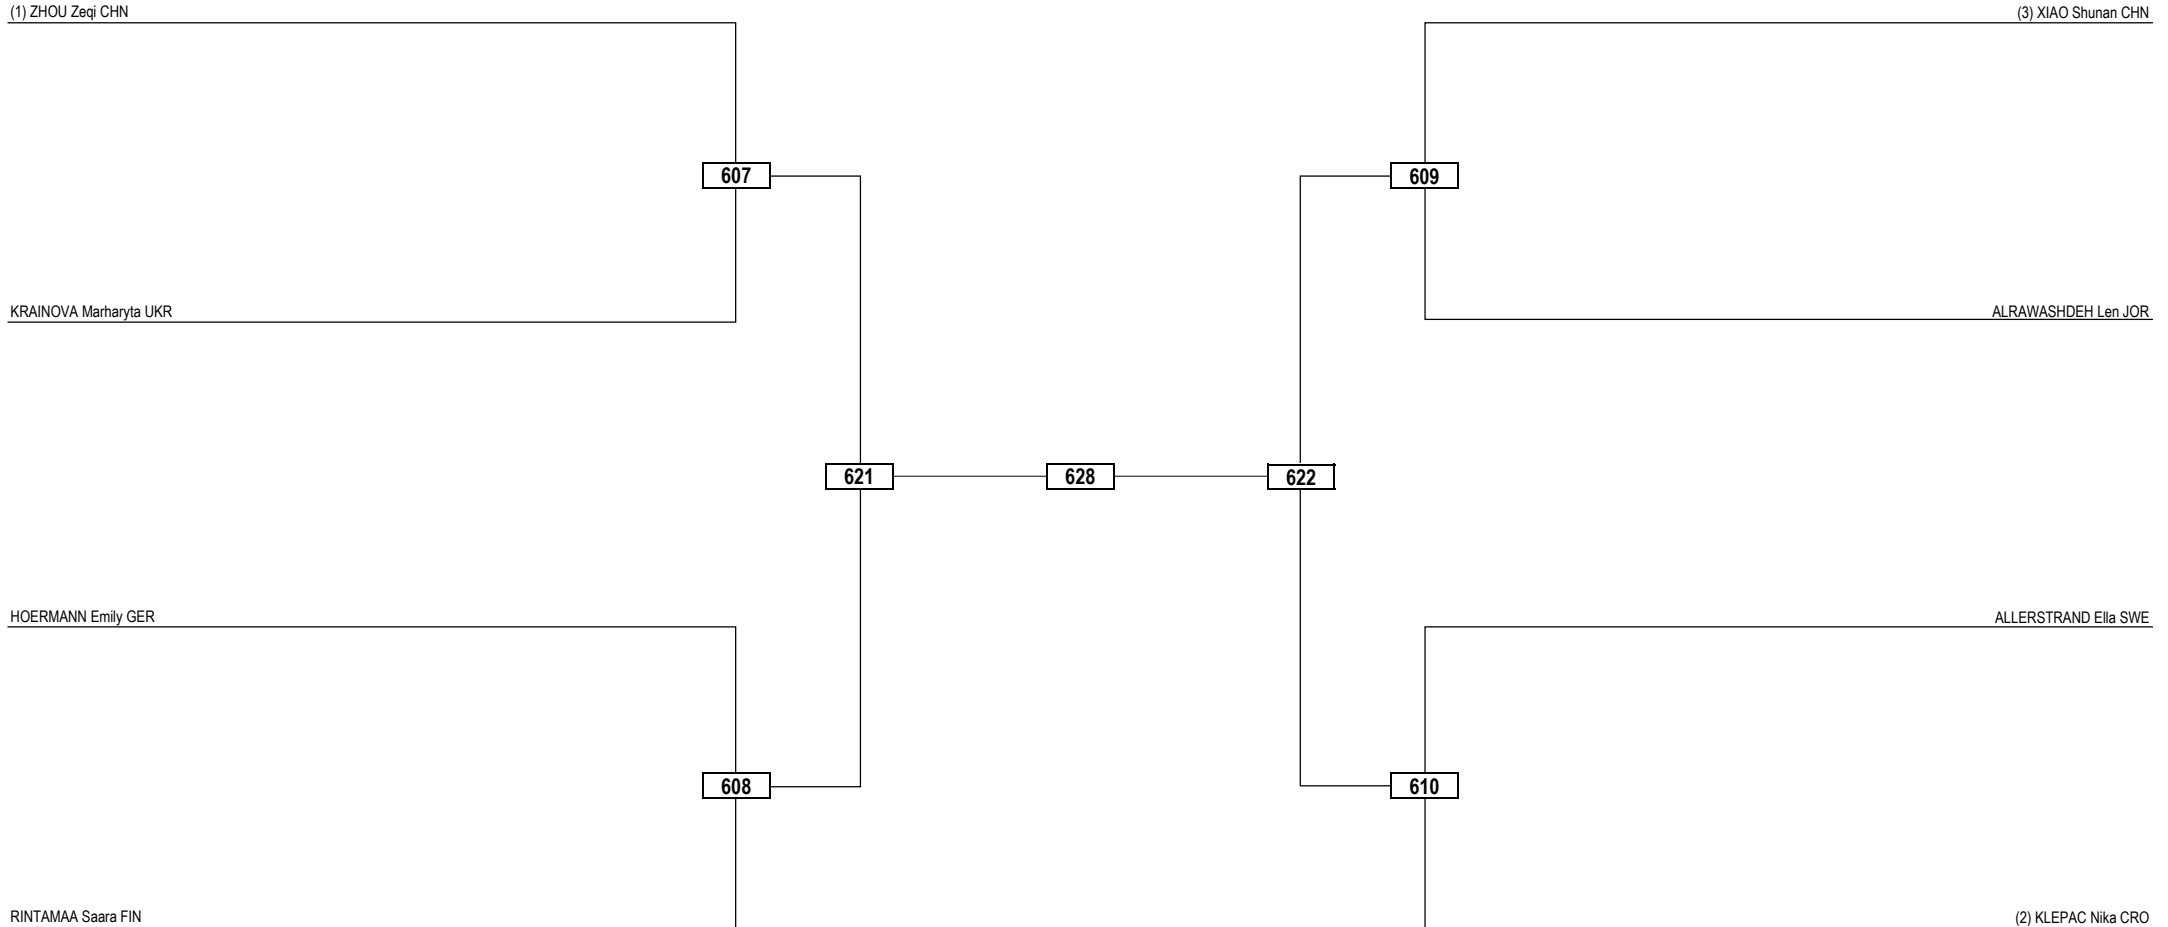 (1) ZHOU Zeqi CHN
(3) XIAO Shunan CHN
607
609
KRAINOVA Marharyta UKR
ALRAWASHDEH Len JOR
621
628
622
HOERMANN Emily GER
ALLERSTRAND Ella SWE
608
610
RINTAMAA Saara FIN
(2) KLEPAC Nika CRO